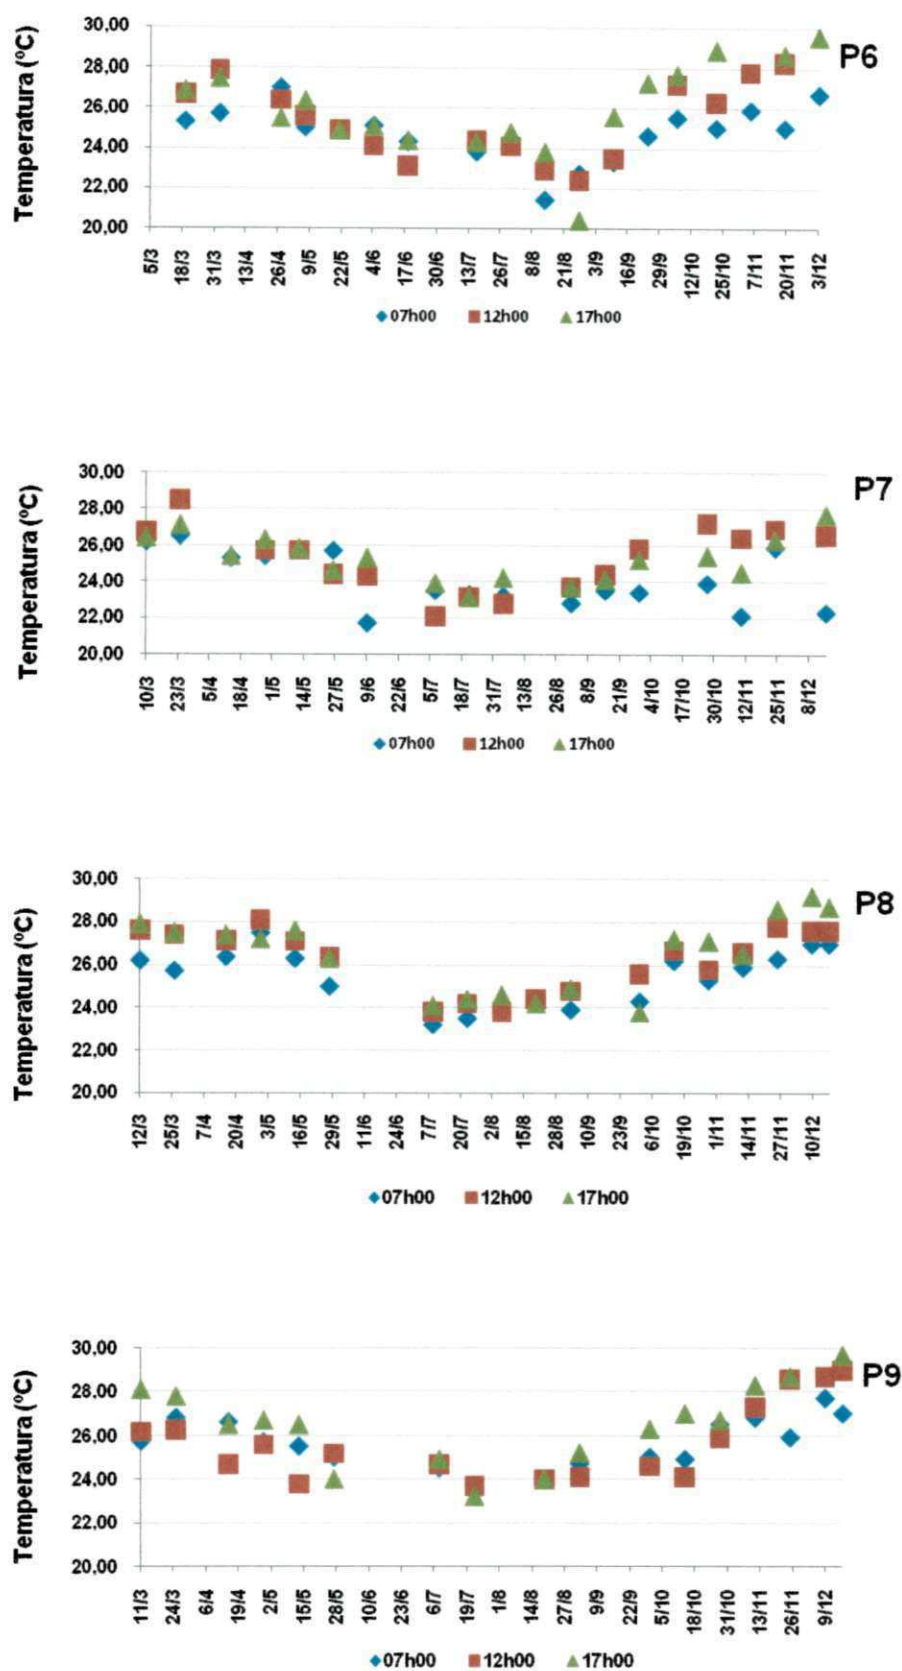 P6
Temperatura (ºC)
30,00
28,00
26,00
24,00
22,00
20,00
5/3 18/3 31/3 13/4 26/4 9/5 22/5 4/6 17/6 30/6 13/7 26/7 8/8 21/8 3/9 16/9 29/9 12/10 25/10 7/11 20/11 3/12
07h00 12h00 17h00
P7
Temperatura (ºC)
30,00
28,00
26,00
24,00
22,00
20,00
10/3 23/3 5/4 18/4 1/5 14/5 27/5 9/6 22/6 5/7 18/7 31/7 13/8 26/8 8/9 21/9 4/10 17/10 30/10 12/11 25/11 8/12
07h00 12h00 17h00
P8
Temperatura (ºC)
30,00
28,00
26,00
24,00
22,00
20,00
12/3 25/3 7/4 20/4 3/5 16/5 29/5 11/6 24/6 7/7 20/7 2/8 15/8 28/8 10/9 23/9 6/10 19/10 1/11 14/11 27/11 10/12
07h00 12h00 17h00
P9
Temperatura (ºC)
30,00
28,00
26,00
24,00
22,00
20,00
11/3 24/3 6/4 19/4 2/5 15/5 28/5 10/6 23/6 6/7 19/7 1/8 14/8 27/8 9/9 22/9 5/10 18/10 31/10 13/11 26/11 9/12
07h00 12h00 17h00